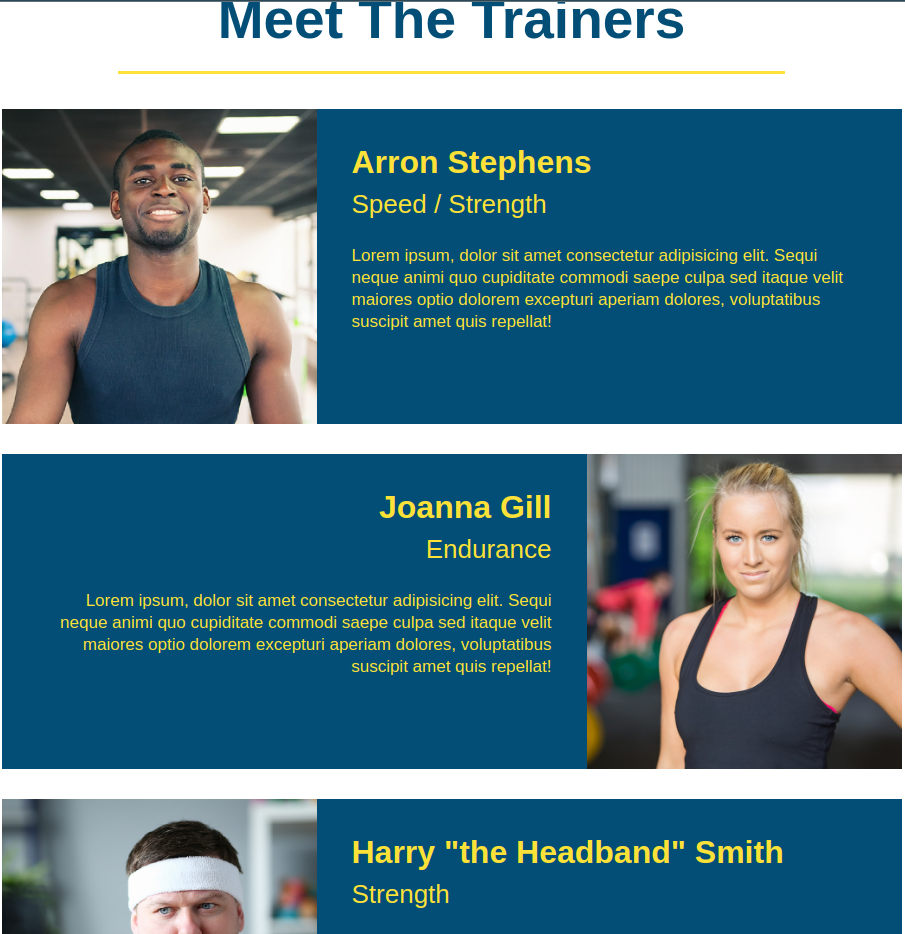 Meet The Trainers
Arron Stephens
Speed / Strength
Lorem ipsum, dolor sit amet consectetur adipisicing elit. Sequi
neque animi quo cupiditate commodi saepe culpa sed itaque velit
maiores optio dolorem excepturi aperiam dolores, voluptatibus
suscipit amet quis repellat!
Joanna Gill
Endurance
Lorem ipsum, dolor sit amet consectetur adipisicing elit. Sequi
neque animi quo cupiditate commodi saepe culpa sed itaque velit
maiores optio dolorem excepturi aperiam dolores, voluptatibus
suscipit amet quis repellat!
Harry "the Headband" Smith
Strength